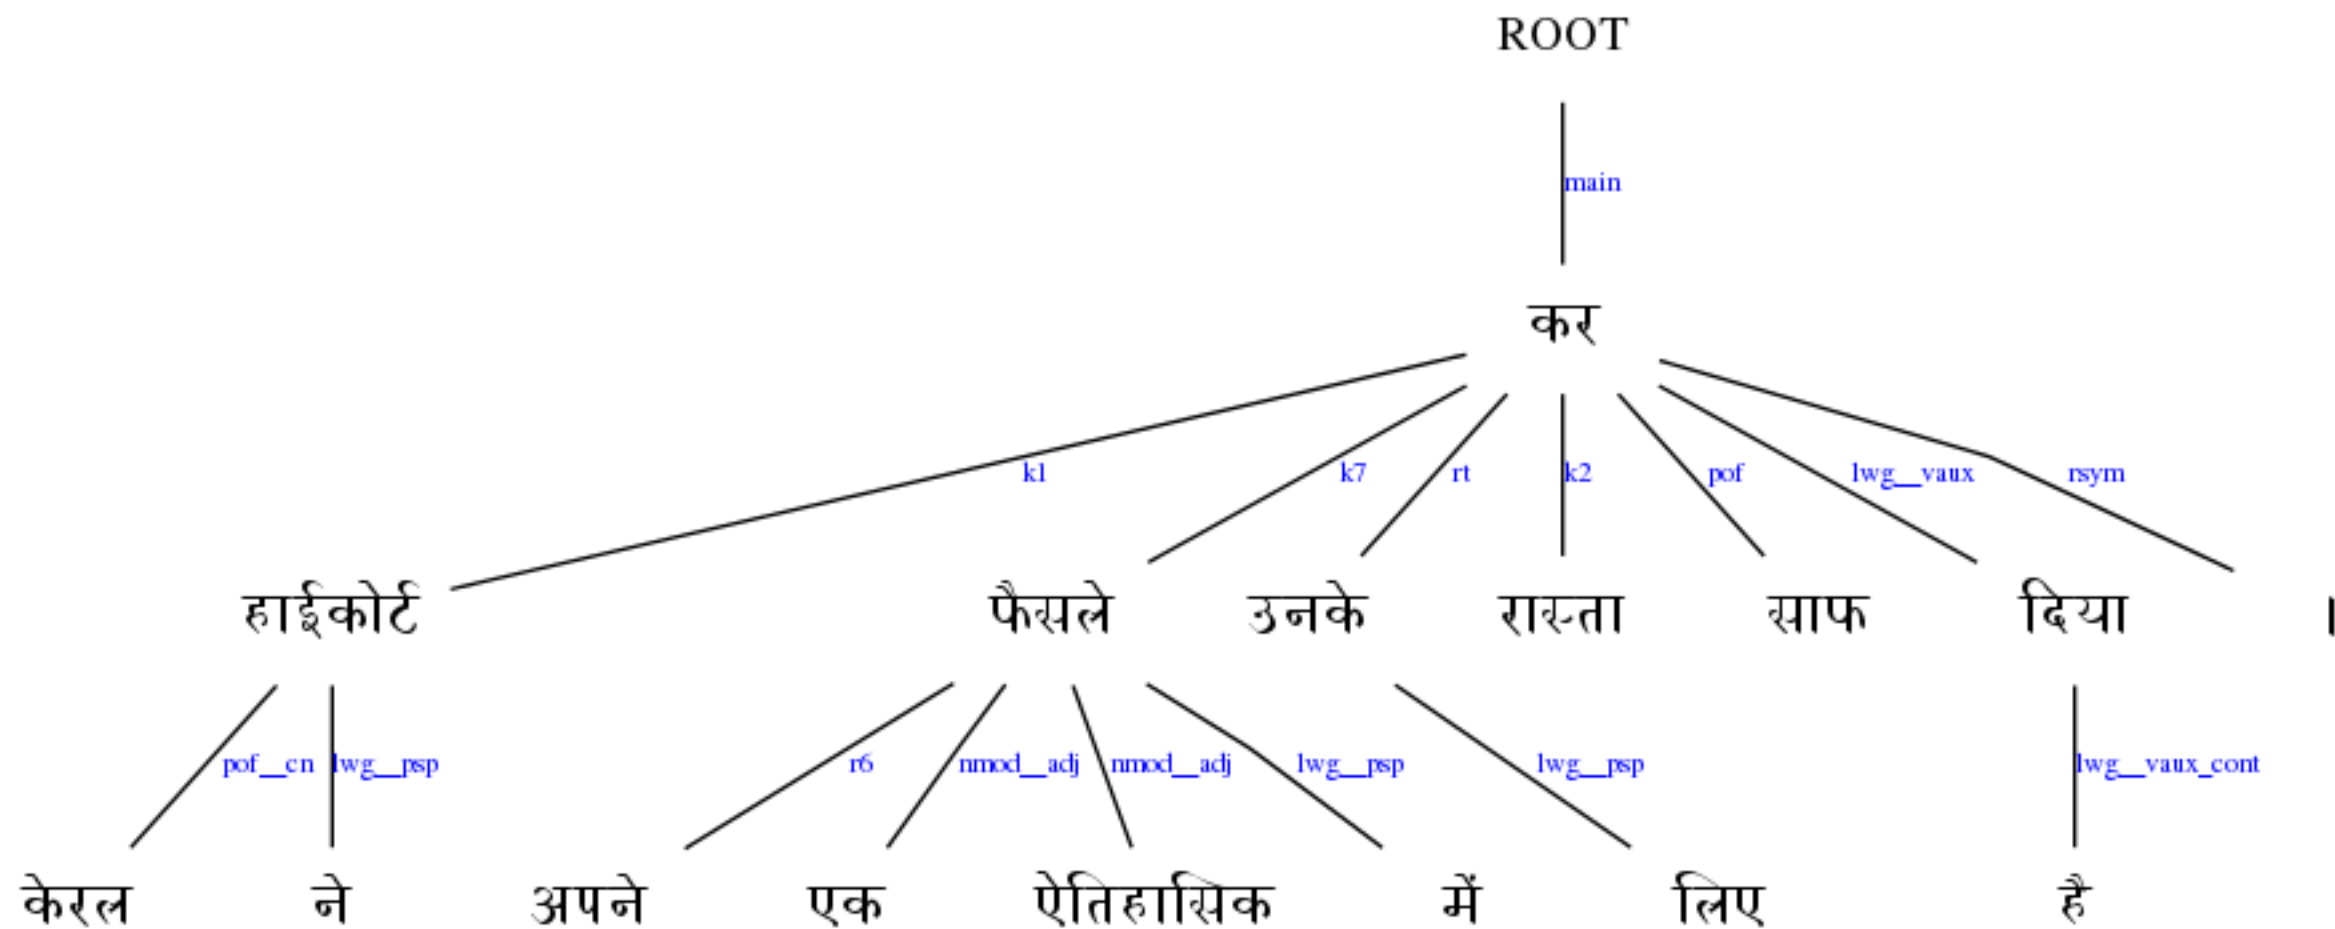 ROOT
main
कर
k1 k7 rt k2 pof lwg__vaux rsym
हाईकोर्ट फैसले उनके रास्ता साफ दिया ।
pof__cn lwg__psp r6 nmod__adj nmod__adj lwg__psp lwg__psp lwg__vaux_cont
केरल ने अपने एक ऐतिहासिक में लिए है